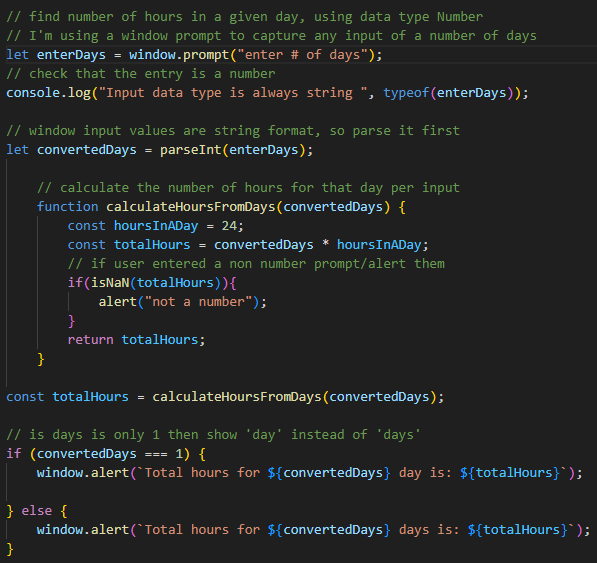 // find number of hours in a given day, using data type Number
// I'm using a window prompt to capture any input of a number of days
let enterDays = window.prompt("enter # of days");
// check that the entry is a number
console.log("Input data type is always string ", typeof(enterDays));
// window input values are string format, so parse it first
let convertedDays = parseInt(enterDays);
// calculate the number of hours for that day per input
function calculateHoursFromDays(convertedDays) {
const hoursInADay = 24;
const totalHours = convertedDays * hoursInADay;
// if user entered a non number prompt/alert them
if(isNaN(totalHours)){
alert("not a number");
}
return totalHours;
}
const totalHours = calculateHoursFromDays(convertedDays);
// is days is only 1 then show 'day' instead of 'days'
if (convertedDays === 1) {
window.alert(`Total hours for ${convertedDays} day is: ${totalHours}`);
} else {
window.alert(`Total hours for ${convertedDays} days is: ${totalHours}`);
}